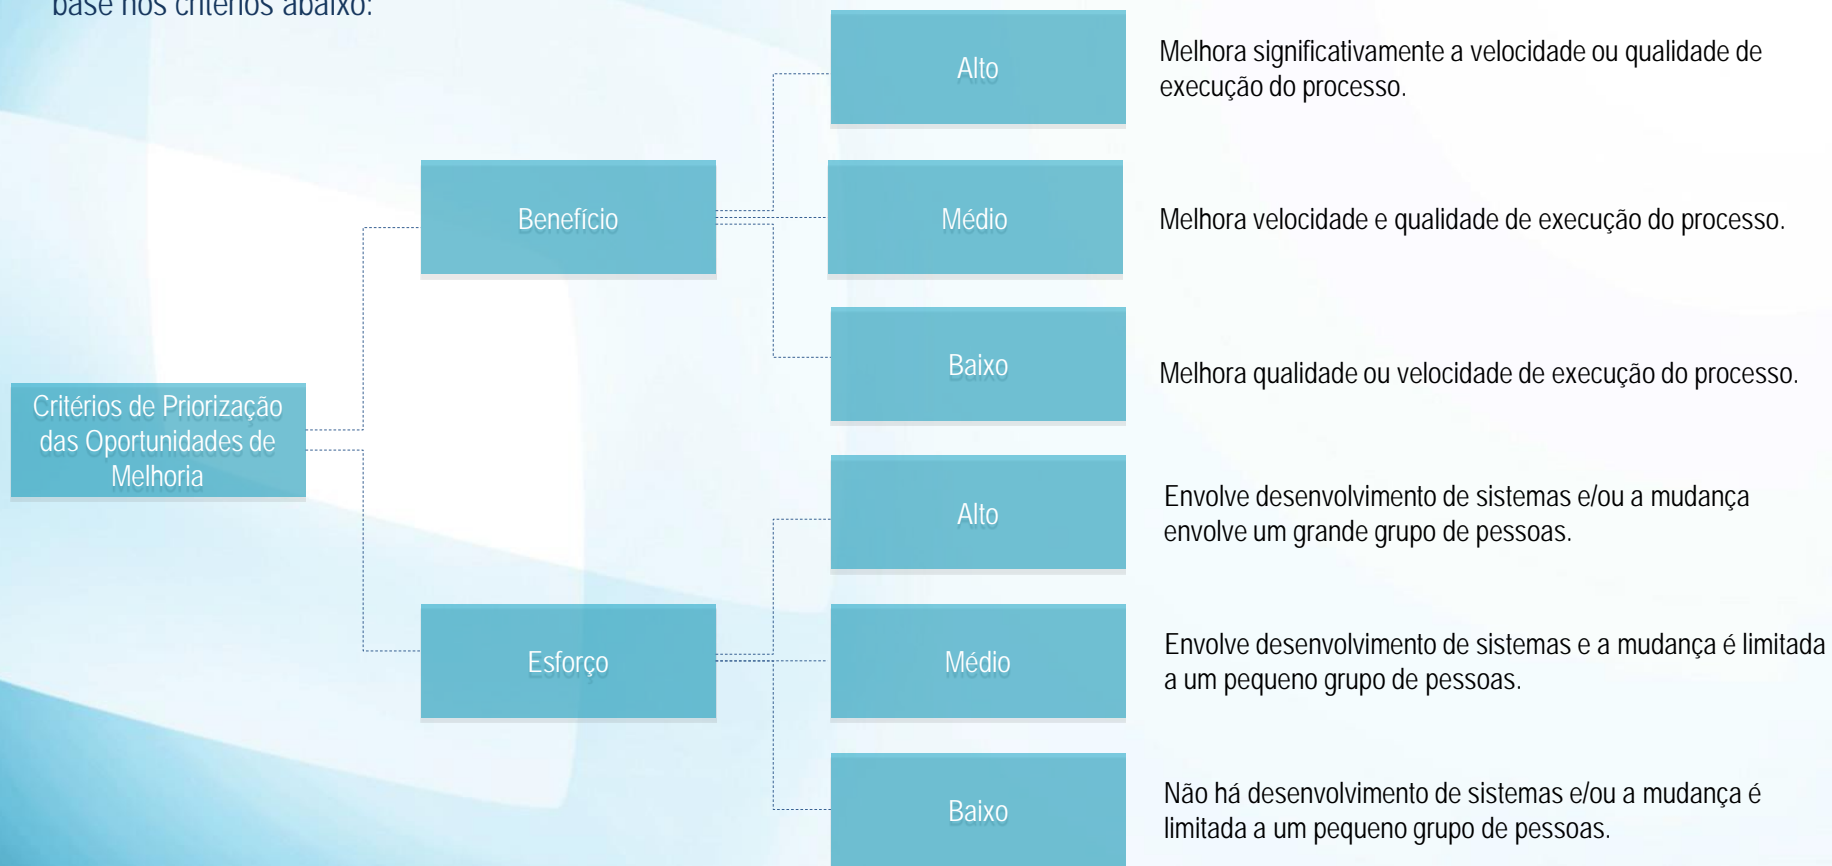 base nos critérios abaixo:
Alto
Melhora significativamente a velocidade ou qualidade de
execução do processo.
Benefício
Médio
Melhora velocidade e qualidade de execução do processo.
Baixo
Melhora qualidade ou velocidade de execução do processo.
Critérios de Priorização
das Oportunidades de
Melhoria
Alto
Envolve desenvolvimento de sistemas e/ou a mudança
envolve um grande grupo de pessoas.
Esforço
Médio
Envolve desenvolvimento de sistemas e a mudança é limitada
a um pequeno grupo de pessoas.
Baixo
Não há desenvolvimento de sistemas e/ou a mudança é
limitada a um pequeno grupo de pessoas.